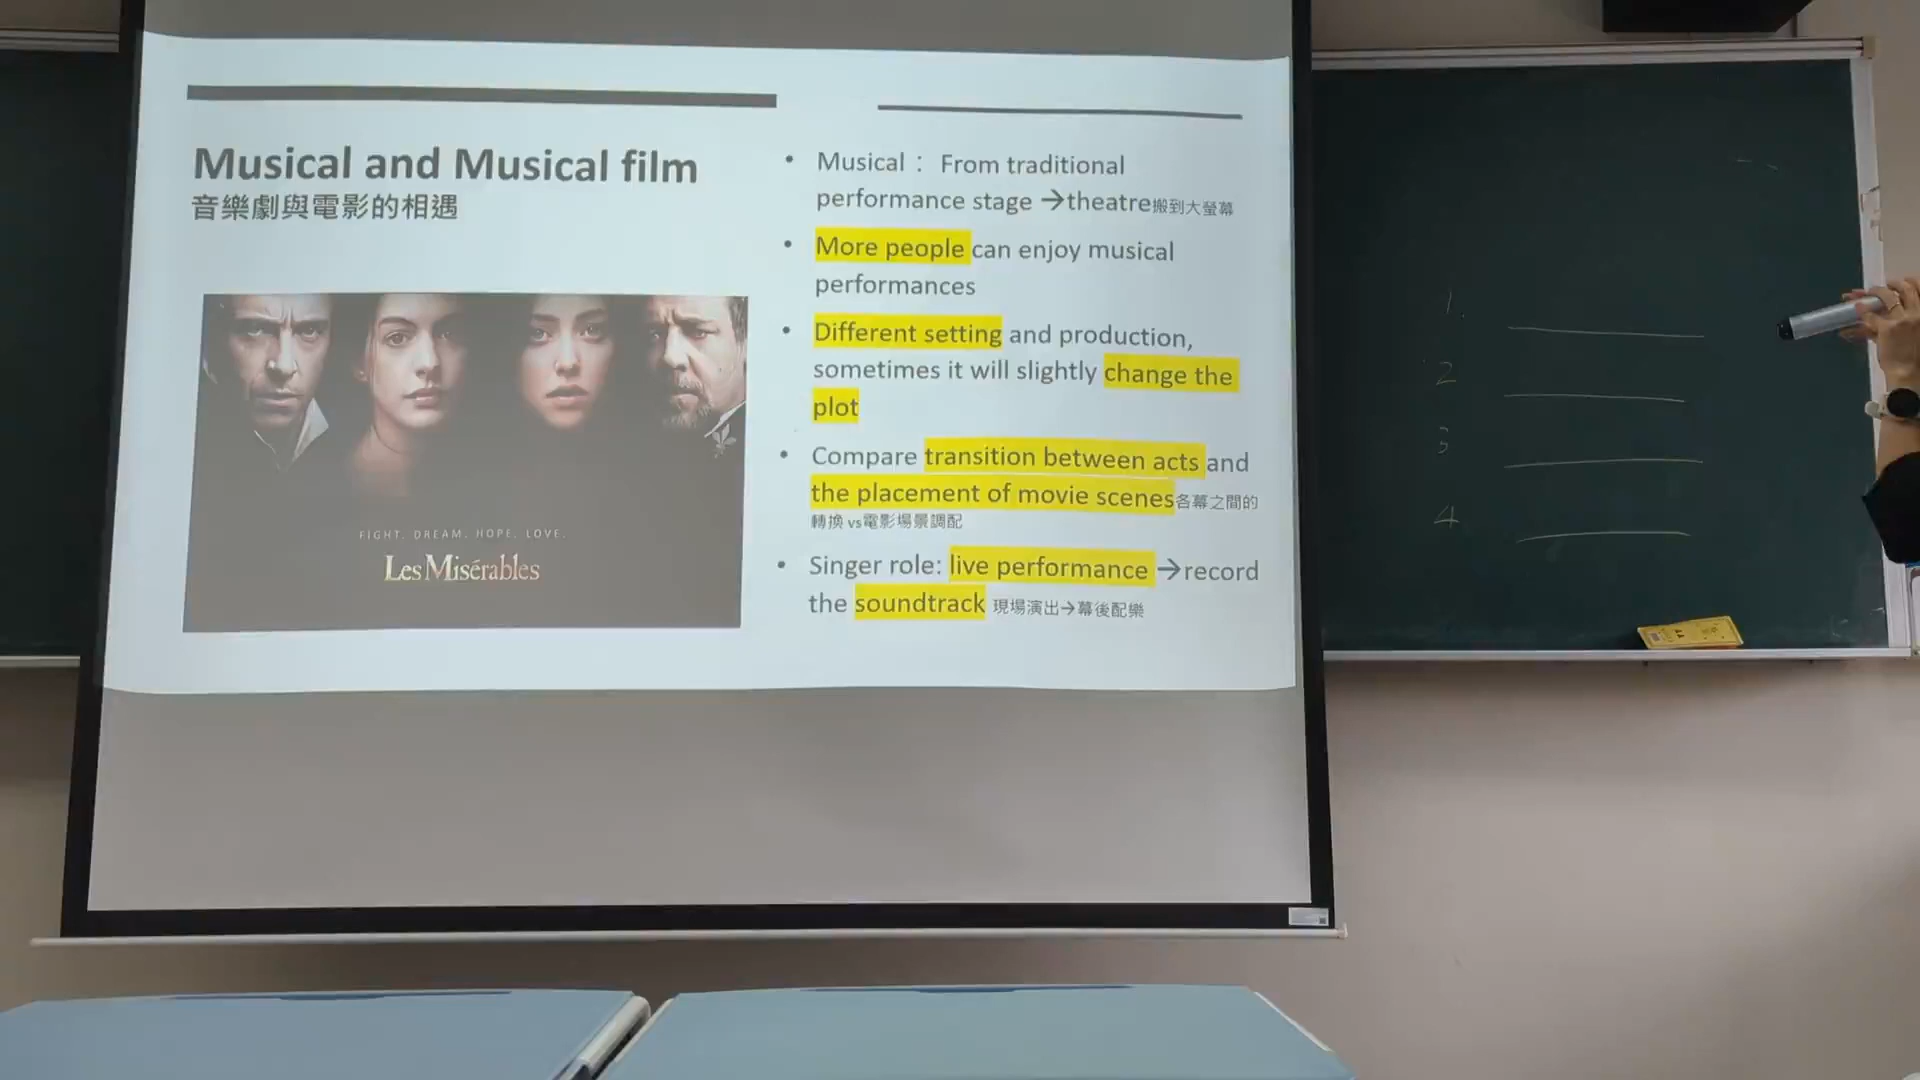 Musical and Musical film
音樂劇與電影的相遇
FIGHT. DREAM. HOPE. LOVE.
Les Misérables
• Musical： From traditional
performance stage →theatre搬到大螢幕
• More people can enjoy musical
performances
• Different setting and production,
sometimes it will slightly change the
plot
• Compare transition between acts and
the placement of movie scenes各幕之間的
轉換 vs電影場景調配
• Singer role: live performance →record
the soundtrack 現場演出→幕後配樂
1.
2
3
4